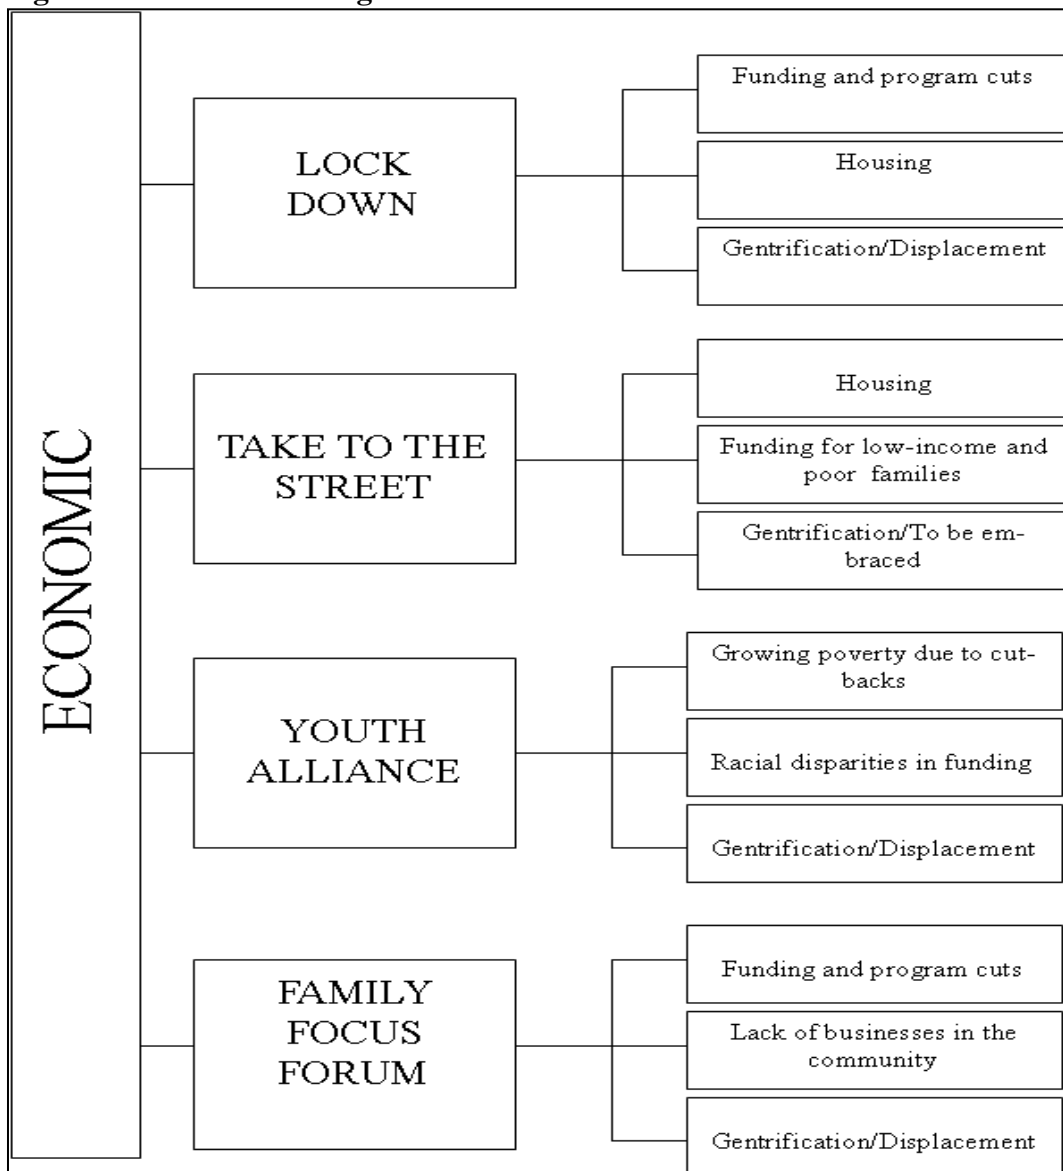 ECONOMIC
LOCK
DOWN
Funding and program cuts
Housing
Gentrification/Displacement
TAKE TO THE
STREET
Housing
Funding for low-income and
poor families
Gentrification/To be em-
braced
YOUTH
ALLIANCE
Growing poverty due to cut-
backs
Racial disparities in funding
Gentrification/Displacement
FAMILY
FOCUS
FORUM
Funding and program cuts
Lack of businesses in the
community
Gentrification/Displacement